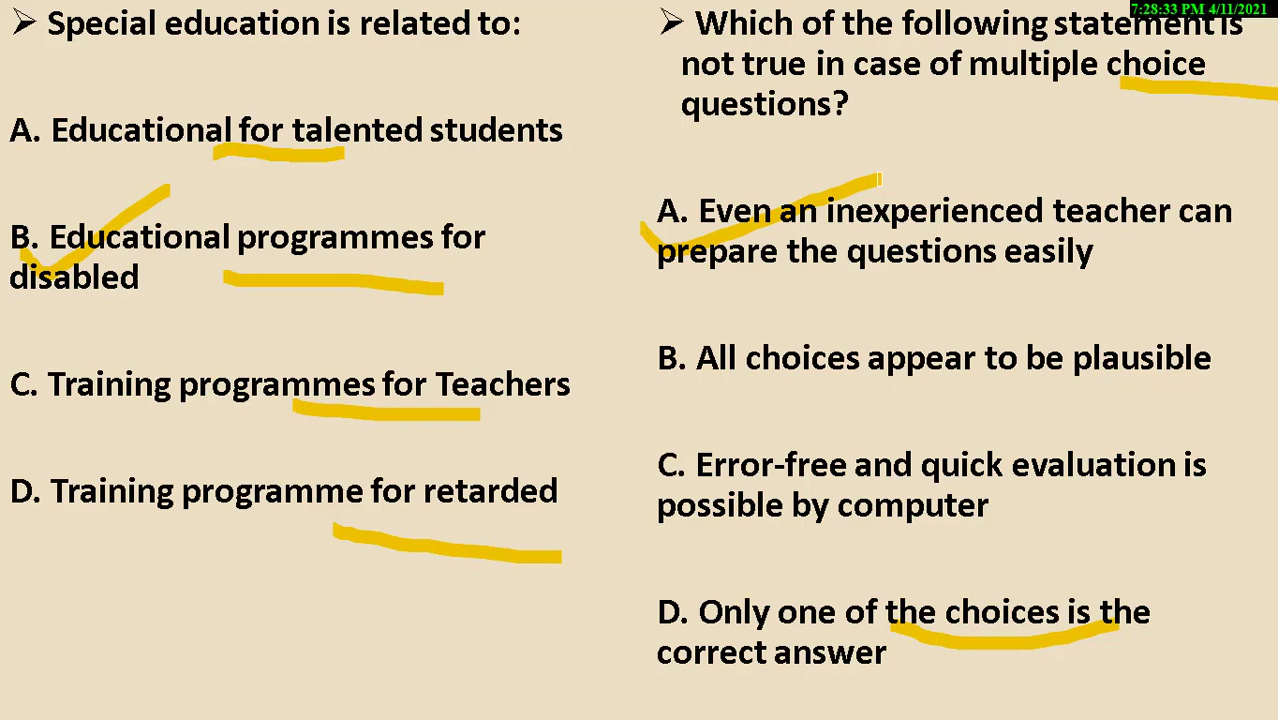 ➢ Special education is related to:
A. Educational for talented students
B. Educational programmes for
disabled
C. Training programmes for Teachers
D. Training programme for retarded
7:28:33 PM 4/11/2021
➢ Which of the following statement is
not true in case of multiple choice
questions?
A. Even an inexperienced teacher can
prepare the questions easily
B. All choices appear to be plausible
C. Error-free and quick evaluation is
possible by computer
D. Only one of the choices is the
correct answer